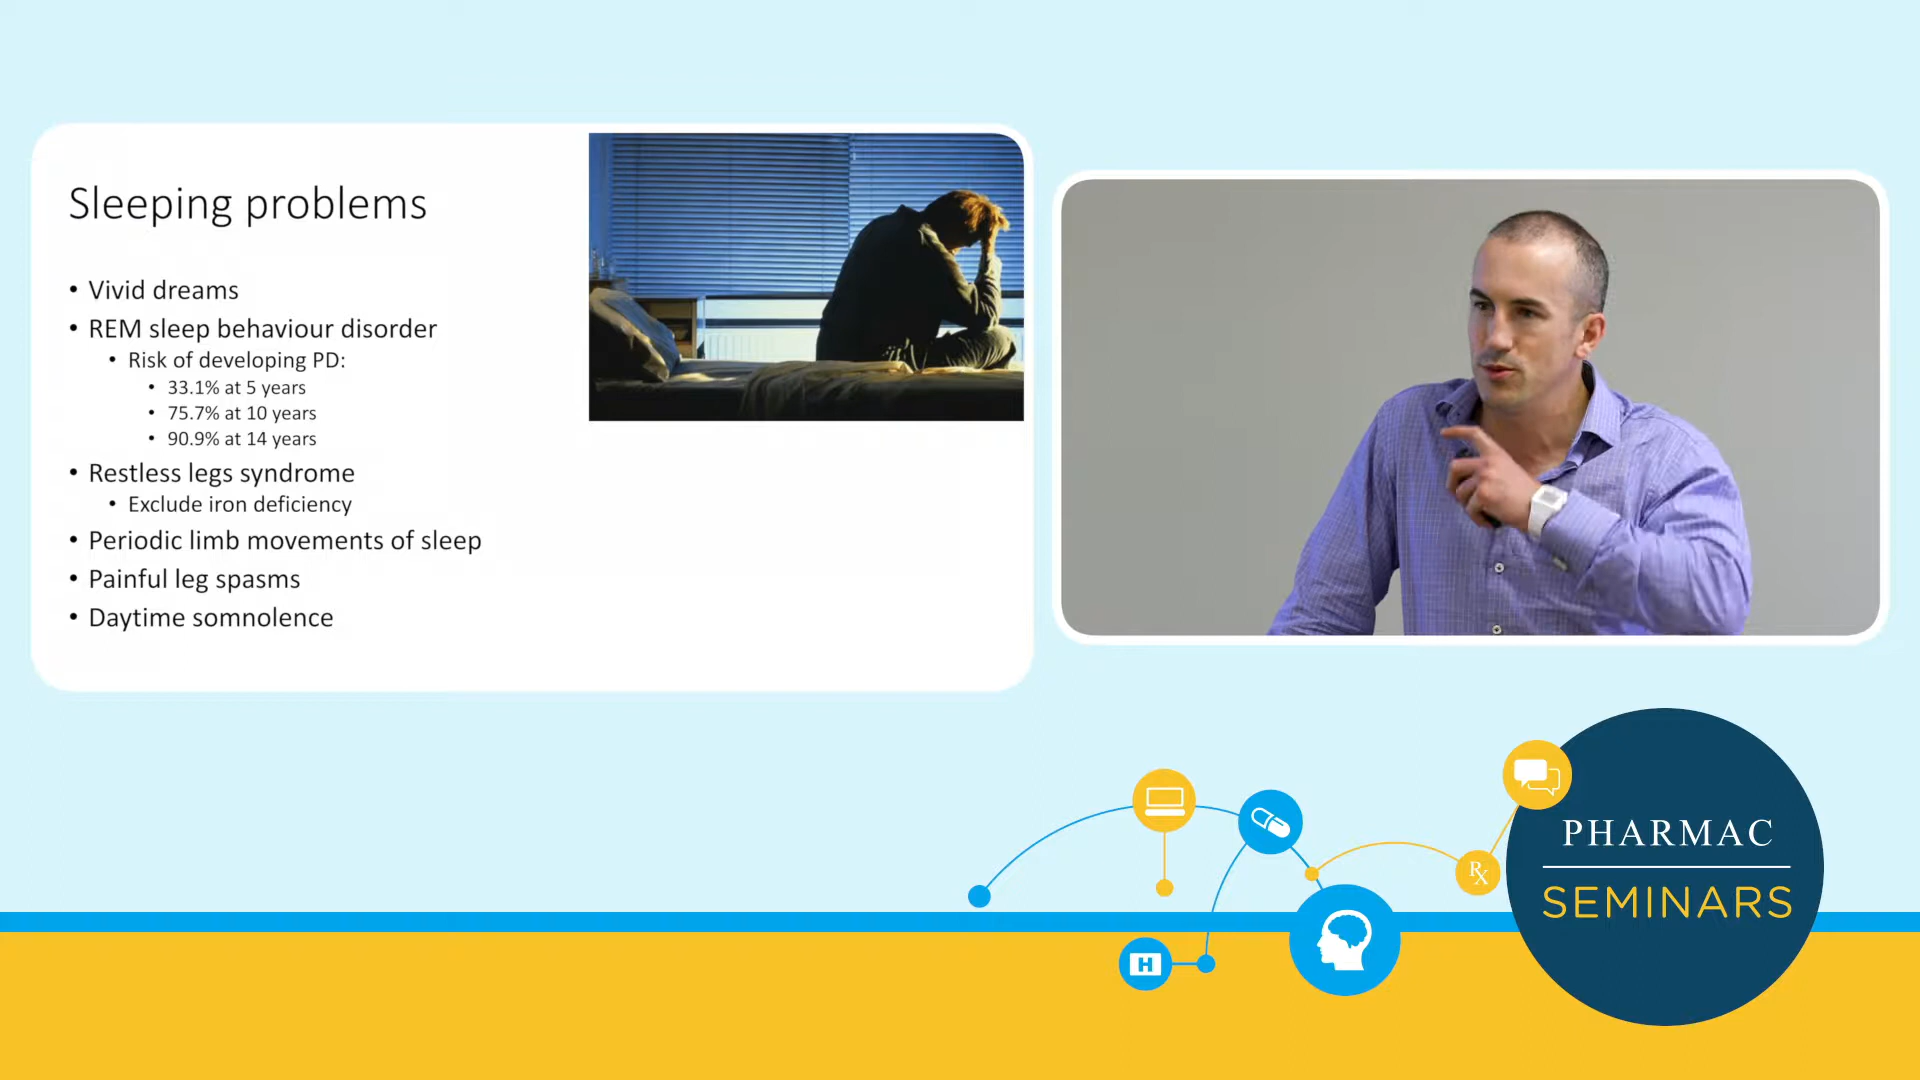 Sleeping problems
• Vivid dreams
• REM sleep behaviour disorder
• Risk of developing PD:
• 33.1% at 5 years
• 75.7% at 10 years
• 90.9% at 14 years
• Restless legs syndrome
• Exclude iron deficiency
• Periodic limb movements of sleep
• Painful leg spasms
• Daytime somnolence
Rx
H
PHARMAC
SEMINARS